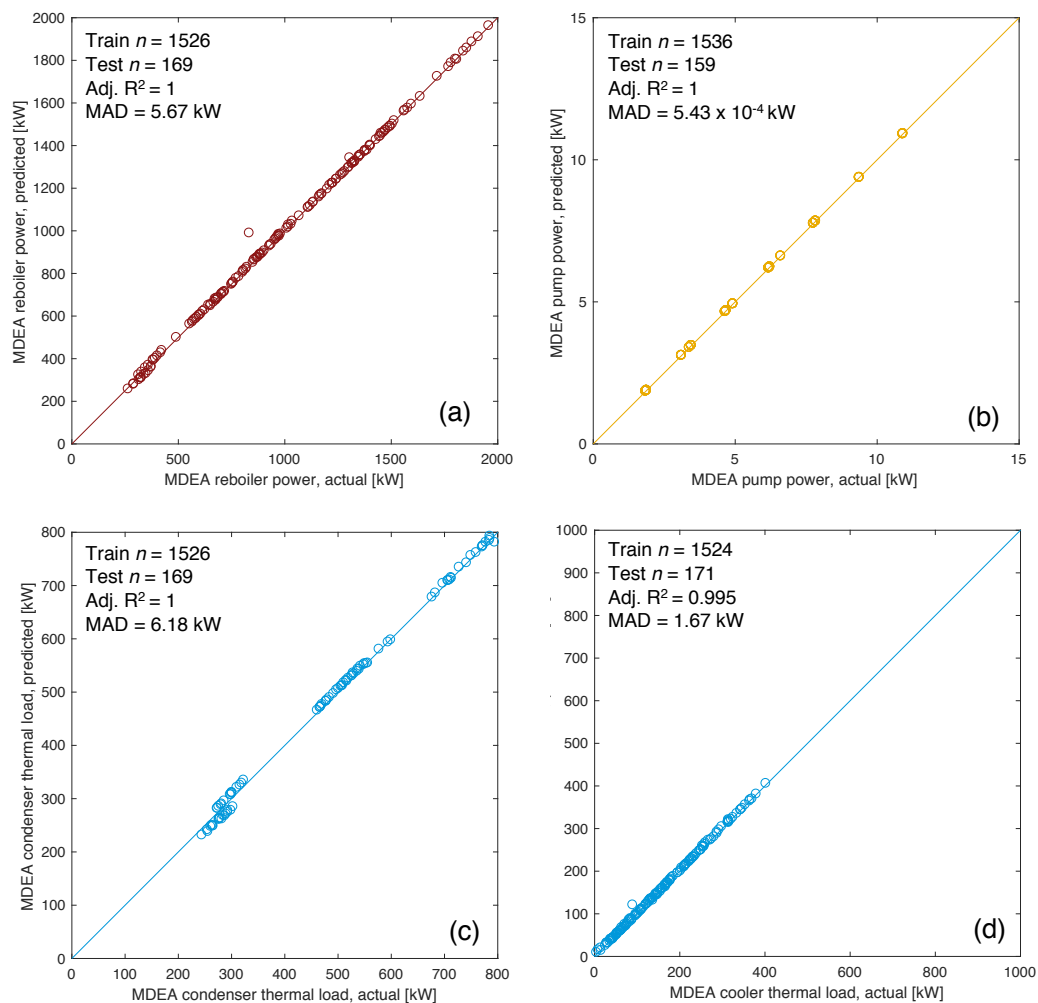 2000
1800
1600
1400
1200
1000
800
600
400
200
0
MDEA reboiler power, predicted [kW]
Train n = 1526
Test n = 169
Adj. R² = 1
MAD = 5.67 kW
(a)
0
500
1000
1500
2000
MDEA reboiler power, actual [kW]
15
10
5
0
MDEA pump power, predicted [kW]
Train n = 1536
Test n = 159
Adj. R² = 1
MAD = 5.43 x 10⁻⁴ kW
(b)
0
5
10
15
MDEA pump power, actual [kW]
800
700
600
500
400
300
200
100
0
MDEA condenser thermal load, predicted [kW]
Train n = 1526
Test n = 169
Adj. R² = 1
MAD = 6.18 kW
(c)
0
100
200
300
400
500
600
700
800
MDEA condenser thermal load, actual [kW]
1000
900
800
700
600
500
400
300
200
100
0
Train n = 1524
Test n = 171
Adj. R² = 0.995
MAD = 1.67 kW
(d)
0
200
400
600
800
1000
MDEA cooler thermal load, actual [kW]